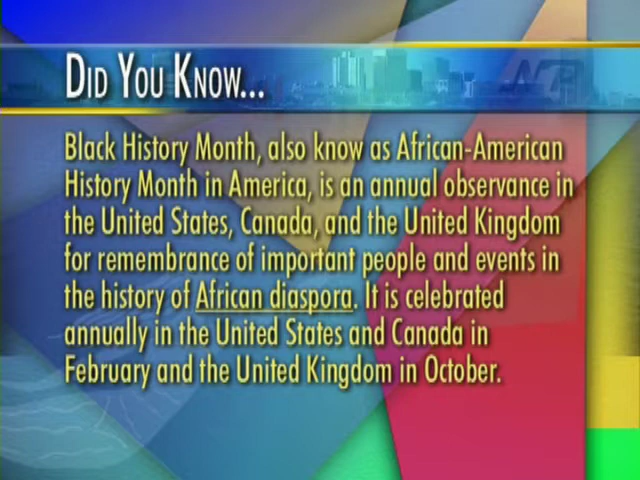 Did You Know...
Black History Month, also know as African-American
History Month in America, is an annual observance in
the United States, Canada, and the United Kingdom
for remembrance of important people and events in
the history of African diaspora. It is celebrated
annually in the United States and Canada in
February and the United Kingdom in October.